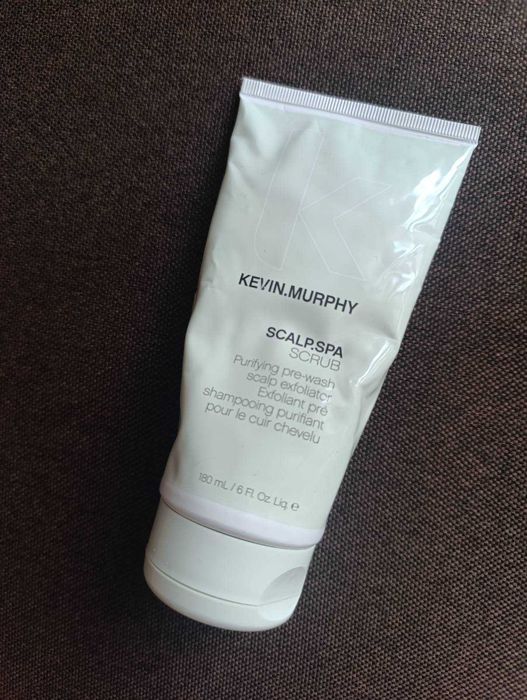 KEVIN.MURPHY
SCALP.SPA
SCRUB
Purifying pre-wash
scalp exfoliator
Exfoliant pré
shampooing purifiant
pour le cuir chevelu
180 mL / 6 Fl. Oz. Liq. ℮